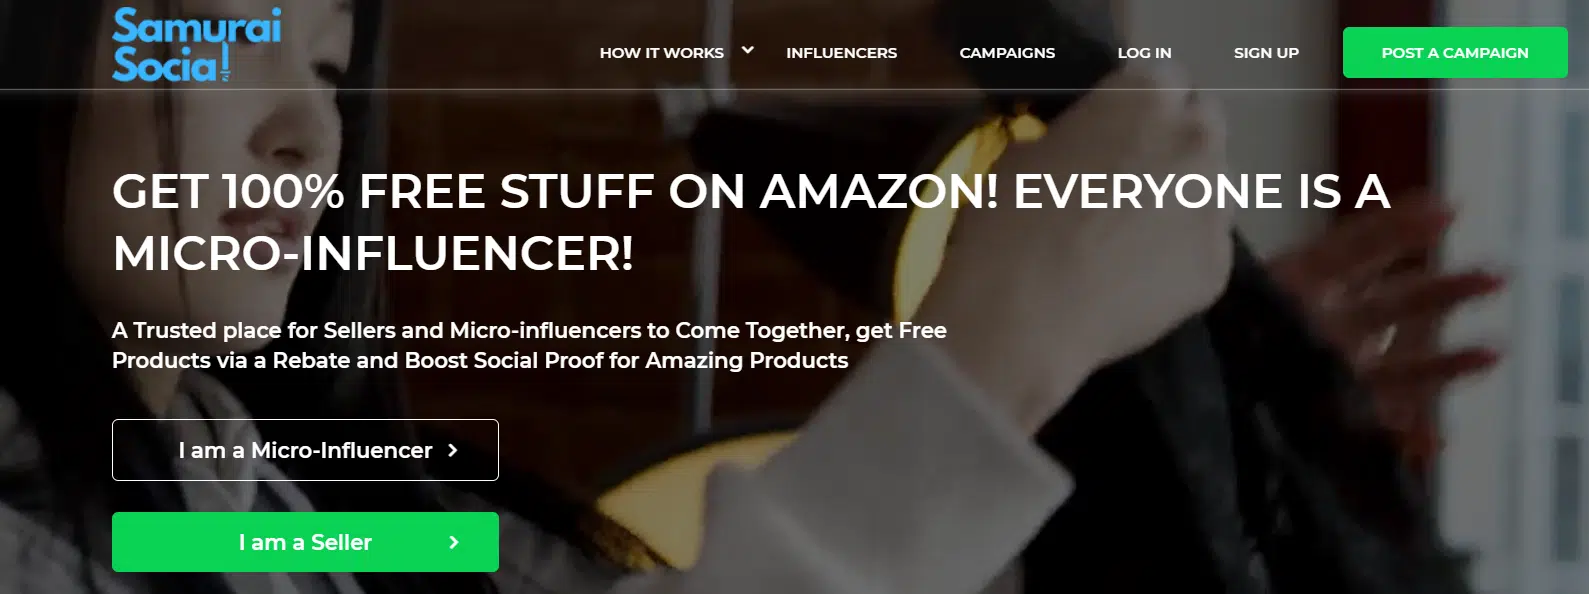 Samurai
Social
HOW IT WORKS INFLUENCERS CAMPAIGNS LOG IN SIGN UP POST A CAMPAIGN
GET 100% FREE STUFF ON AMAZON! EVERYONE IS A
MICRO-INFLUENCER!
A Trusted place for Sellers and Micro-influencers to Come Together, get Free
Products via a Rebate and Boost Social Proof for Amazing Products
I am a Micro-Influencer
I am a Seller